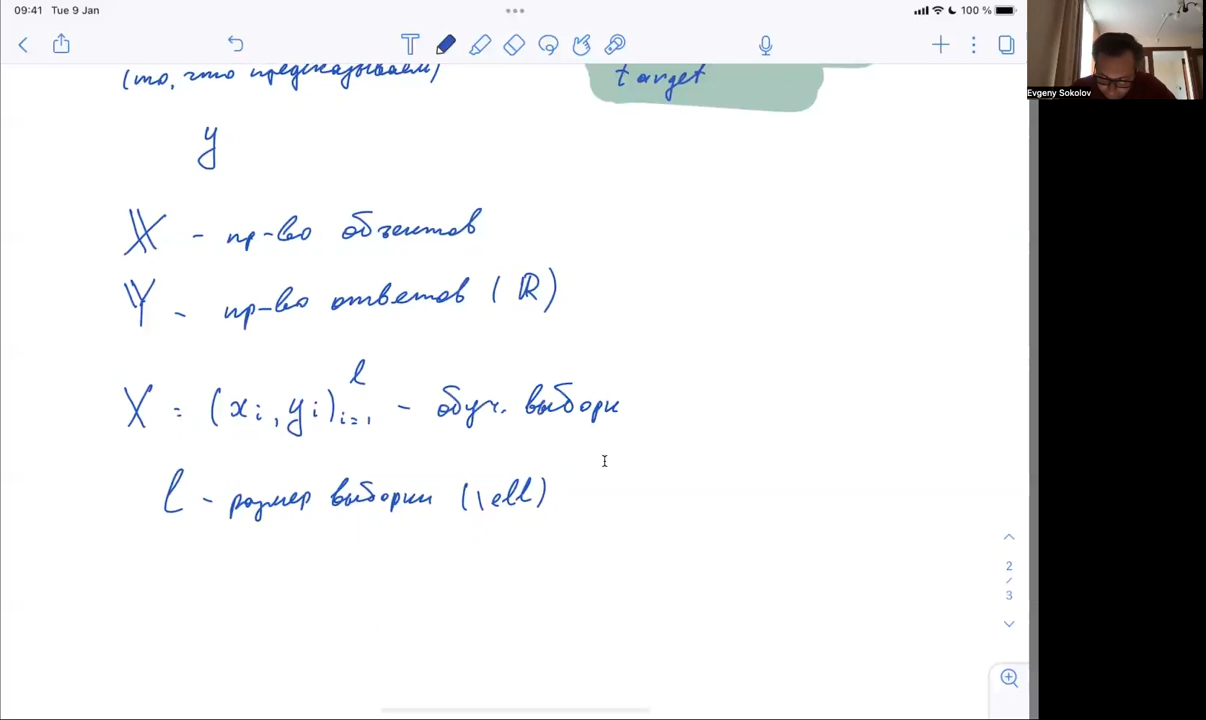 09:41 Tue 9 Jan
100 %
Evgeny Sokolov
(то, что предсказываем)
target
y
𝕏 - пр-во объектов
𝕐 - пр-во ответов (ℝ)
X = (xᵢ, yᵢ)ᵢ₌₁ˡ - обуч. выборк
l - размер выборки (\ell)
2
/
3